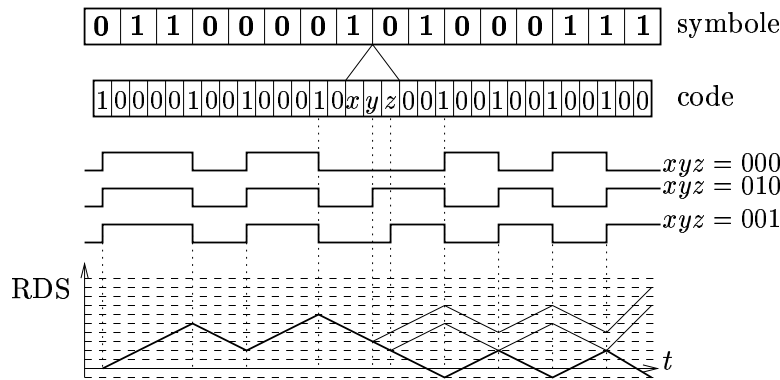 0 1 1 0 0 0 0 1 0 1 0 0 0 1 1 1 symbole
1 0 0 0 0 1 0 0 1 0 0 0 1 0 x y z 0 0 1 0 0 1 0 0 1 0 0 1 0 0 code
xyz = 000
xyz = 010
xyz = 001
RDS
t